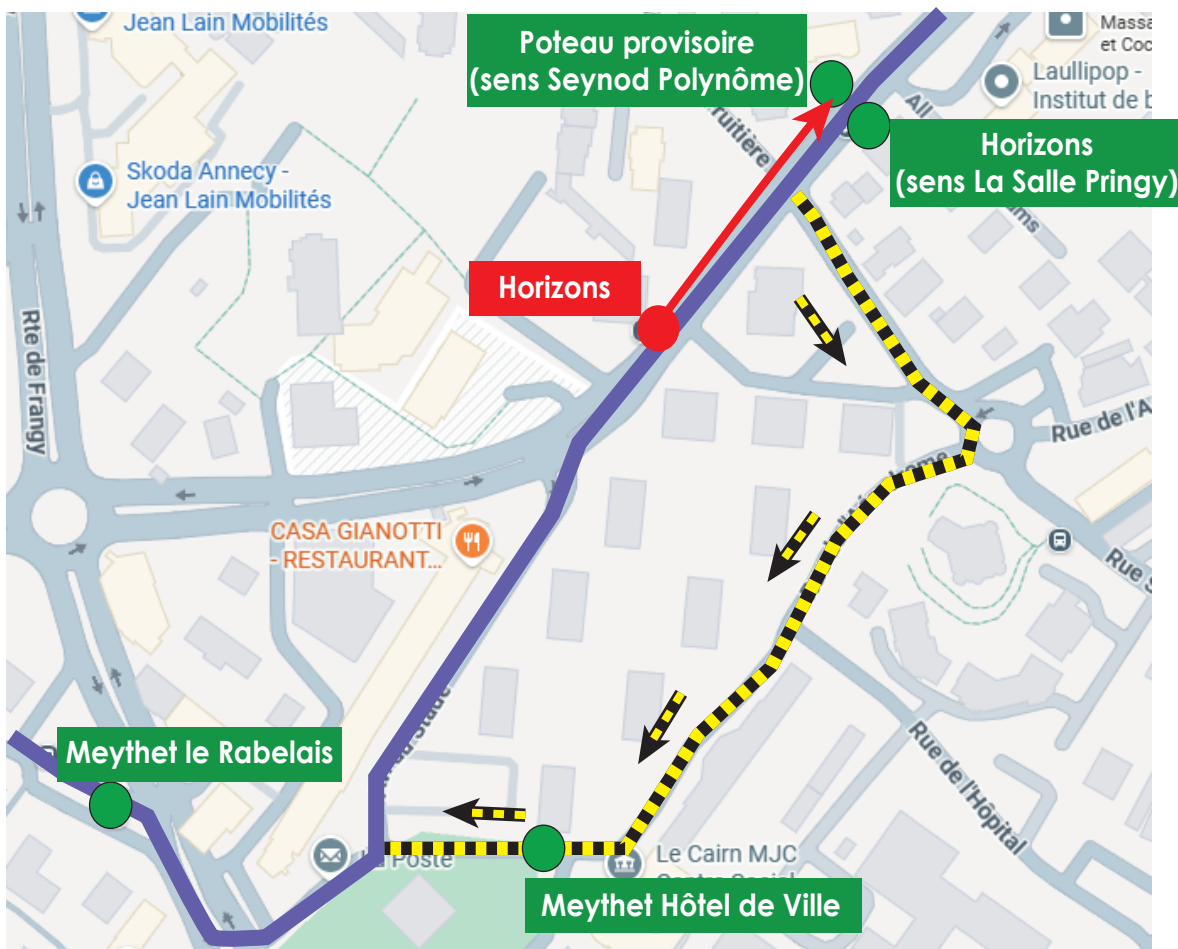 Jean Lain Mobilités
Poteau provisoire
(sens Seynod Polynôme)
Massa
et Coc
Laullipop -
Institut de b
Horizons
(sens La Salle Pringy)
Skoda Annecy -
Jean Lain Mobilités
Horizons
Rte de Frangy
Rue de l'A
CASA GIANOTTI
- RESTAURANT...
Rue S
Meythet le Rabelais
Rue de l'Hôpital
Poste
Le Cairn MJC
Meythet Hôtel de Ville